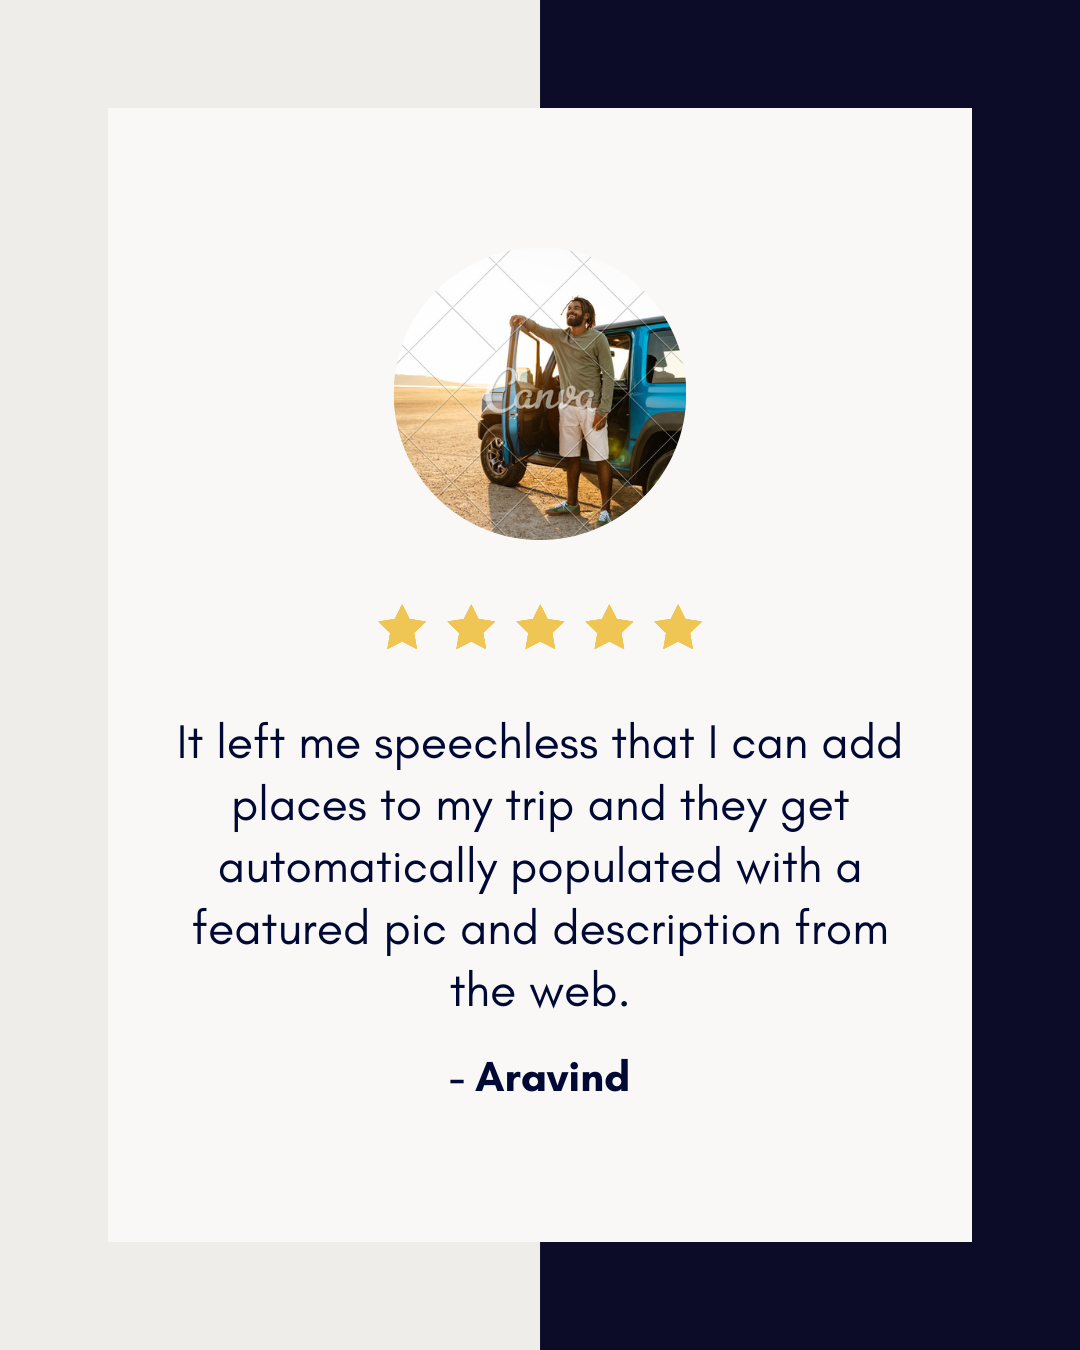 Canva
It left me speechless that I can add
places to my trip and they get
automatically populated with a
featured pic and description from
the web.
- Aravind